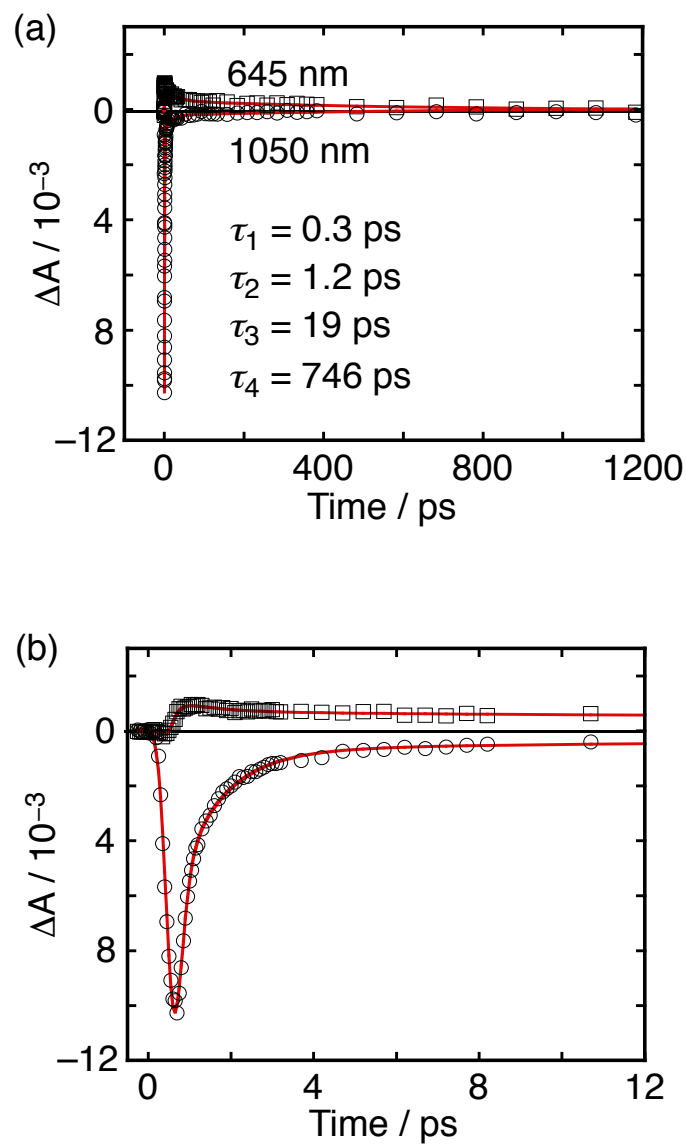 (a)
645 nm
1050 nm
τ1 = 0.3 ps
τ2 = 1.2 ps
τ3 = 19 ps
τ4 = 746 ps
0
4
8
−12
ΔA / 10−3
0
400
800
1200
Time / ps
(b)
0
4
8
−12
ΔA / 10−3
0
4
8
12
Time / ps